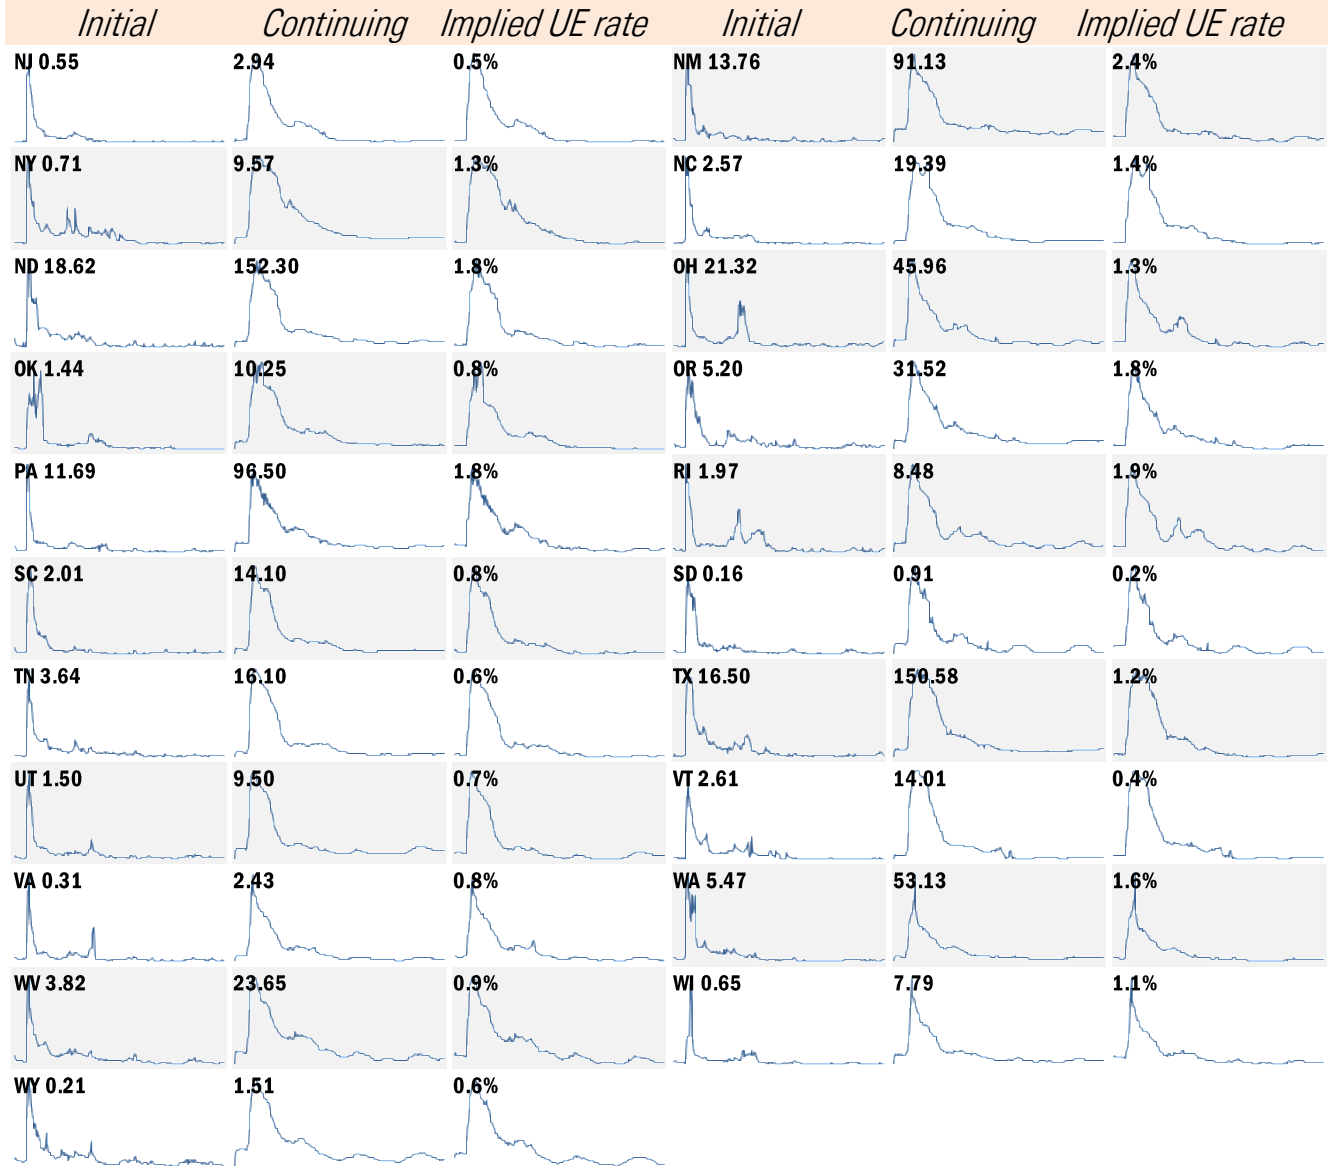 Initial Continuing Implied UE rate Initial Continuing Implied UE rate
NJ 0.55 2.94 0.5% NM 13.76 91.13 2.4%
NY 0.71 9.57 1.3% NC 2.57 19.39 1.4%
ND 18.62 152.30 1.8% OH 21.32 45.96 1.3%
OK 1.44 10.25 0.8% OR 5.20 31.52 1.8%
PA 11.69 96.50 1.8% RI 1.97 8.48 1.9%
SC 2.01 14.10 0.8% SD 0.16 0.91 0.2%
TN 3.64 16.10 0.6% TX 16.50 150.58 1.2%
UT 1.50 9.50 0.7% VT 2.61 14.01 0.4%
VA 0.31 2.43 0.8% WA 5.47 53.13 1.6%
WV 3.82 23.65 0.9% WI 0.65 7.79 1.1%
WY 0.21 1.51 0.6%